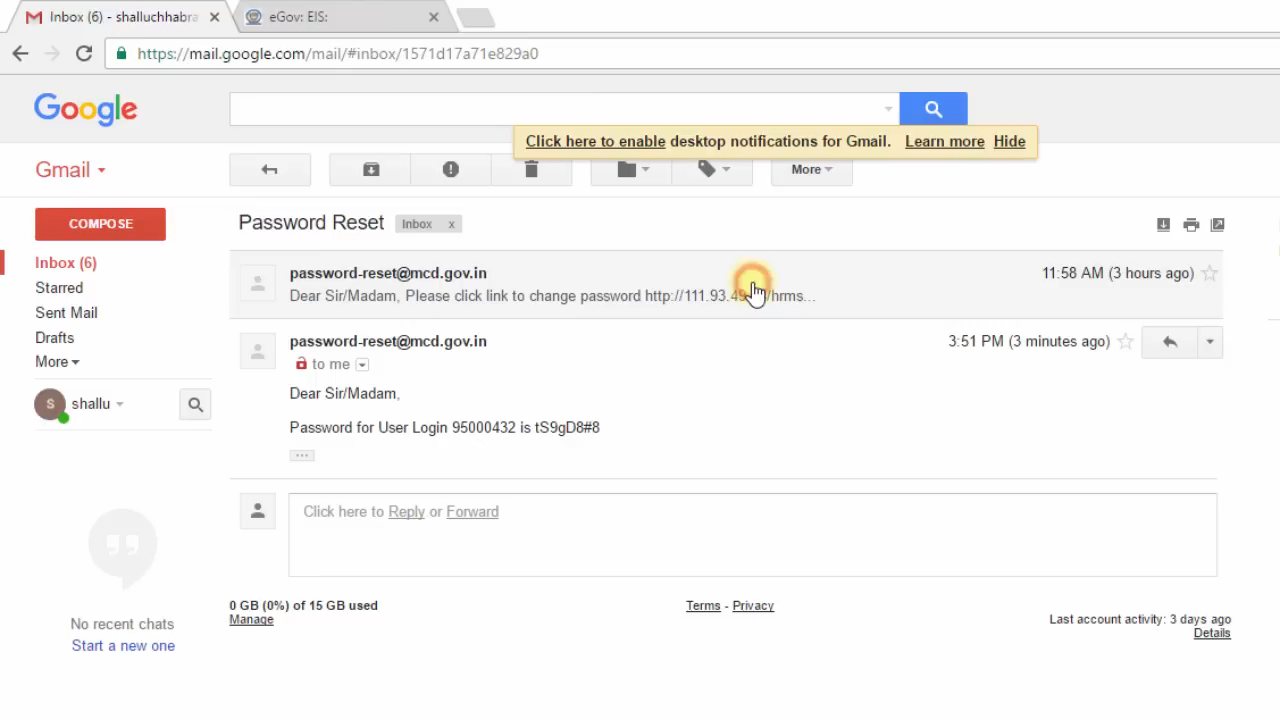 Inbox (6) - shalluchhabra
eGov: EIS:
https://mail.google.com/mail/#inbox/1571d17a71e829a0
Google
Click here to enable desktop notifications for Gmail. Learn more Hide
Gmail
More
COMPOSE
Password Reset Inbox x
Inbox (6)
Starred
Sent Mail
Drafts
More
shallu
password-reset@mcd.gov.in 11:58 AM (3 hours ago)
Dear Sir/Madam, Please click link to change password /hrms...
password-reset@mcd.gov.in 3:51 PM (3 minutes ago)
to me
Dear Sir/Madam,
Password for User Login 95000432 is tS9gD8#8
Click here to Reply or Forward
No recent chats
Start a new one
0 GB (0%) of 15 GB used
Manage
Terms - Privacy
Last account activity: 3 days ago
Details